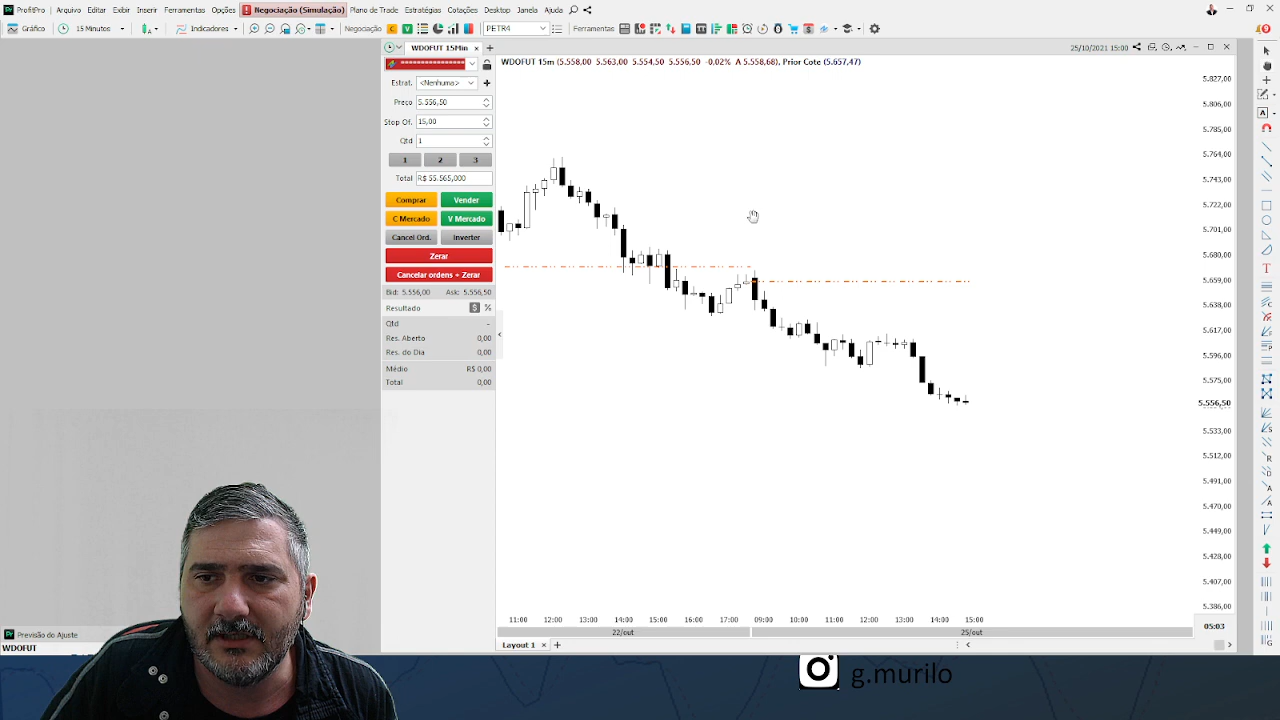 ProfitPro Arquivo Editar Exibir Inserir Ferramentas Opções Negociação (Simulação) Plano de Trade Estratégias Cotações Desktop Janela Ajuda
Gráfico 15 Minutos Indicadores Negociação PETR4 Ferramentas
WDOFUT 15Min
25/10/2021 15:00
WDOFUT 15m (5.558,00 5.563,00 5.554,50 5.556,50 -0.02% A 5.558,68), Prior Cote (5.657,47)
Estrat. <Nenhuma>
Preço 5.556,50
Stop Of. 15,00
Qtd 1
1 2 3
Total R$ 55.565,000
Comprar Vender
C Mercado V Mercado
Cancel Ord. Inverter
Zerar
Cancelar ordens + Zerar
Bid: 5.556,00 Ask: 5.556,50
Resultado $ %
Qtd -
Res. Aberto 0,00
Res. do Dia 0,00
Médio R$ 0,00
Total 0,00
5.827,00
5.806,00
5.785,00
5.764,00
5.743,00
5.722,00
5.701,00
5.680,00
5.659,00
5.638,00
5.617,00
5.596,00
5.575,00
5.556,50
5.533,00
5.512,00
5.491,00
5.470,00
5.449,00
5.428,00
5.407,00
5.386,00
11:00 12:00 13:00 14:00 15:00 16:00 17:00 09:00 10:00 11:00 12:00 13:00 14:00 15:00
05:03
22/out 25/out
Layout 1
Previsão do Ajuste
WDOFUT
g.murilo